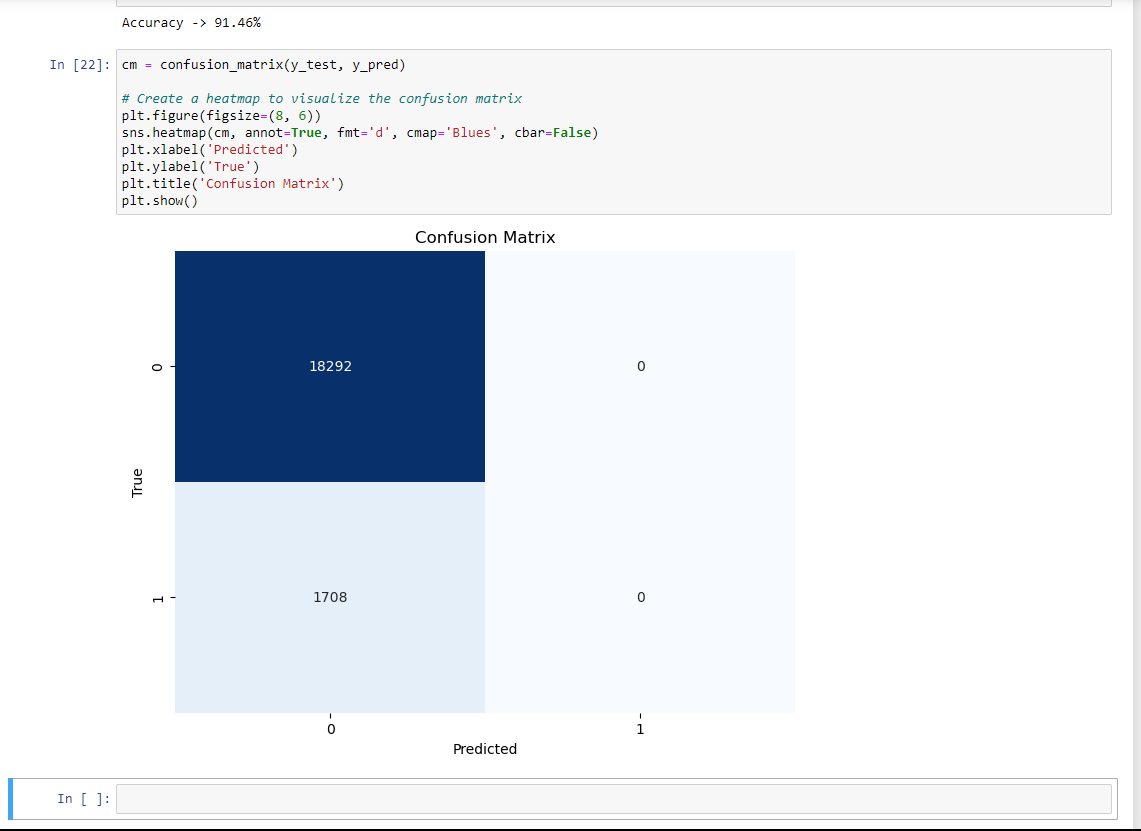 Accuracy -> 91.46%
In [22]: cm = confusion_matrix(y_test, y_pred)
# Create a heatmap to visualize the confusion matrix
plt.figure(figsize=(8, 6))
sns.heatmap(cm, annot=True, fmt='d', cmap='Blues', cbar=False)
plt.xlabel('Predicted')
plt.ylabel('True')
plt.title('Confusion Matrix')
plt.show()
Confusion Matrix
0
18292
0
True
1
1708
0
0
1
Predicted
In [ ]: